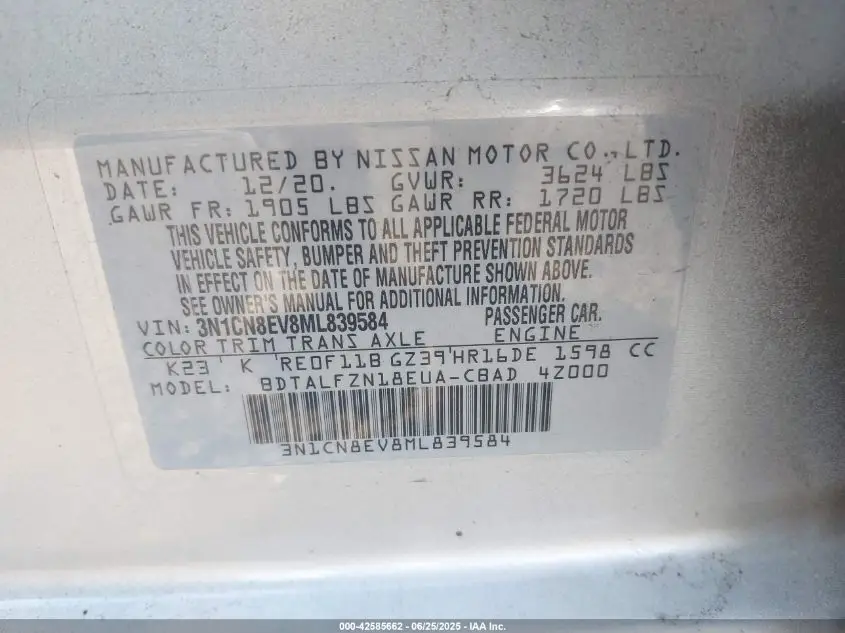 MANUFACTURED BY NISSAN MOTOR CO., LTD.
DATE: 12/20. GVWR: 3624 LBS
GAWR FR: 1905 LBS GAWR RR: 1720 LBS
THIS VEHICLE CONFORMS TO ALL APPLICABLE FEDERAL MOTOR
VEHICLE SAFETY, BUMPER AND THEFT PREVENTION STANDARDS
IN EFFECT ON THE DATE OF MANUFACTURE SHOWN ABOVE.
SEE OWNER'S MANUAL FOR ADDITIONAL INFORMATION.
VIN: 3N1CN8EV8ML839584 PASSENGER CAR.
COLOR TRIM TRANS AXLE ENGINE
K23 K RE0F11B GZ39 HR16DE 1598 CC
MODEL: BDTALFZN18EUA-CBAD 4Z000
3N1CN8EV8ML839584
000-42585662 / 06/25/2025 - IAA Inc.